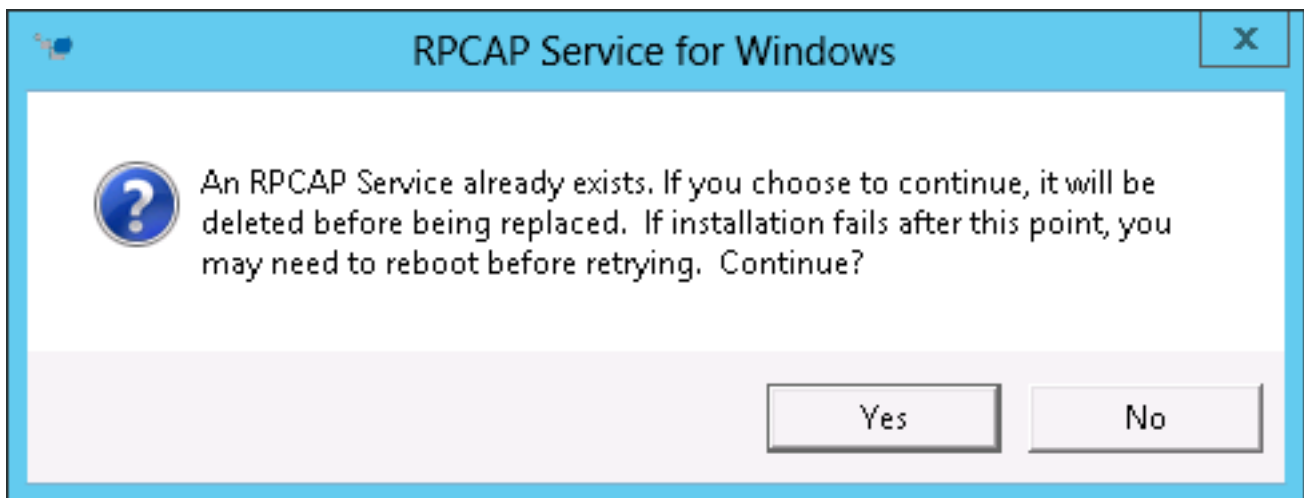 RPCAP Service for Windows
x
An RPCAP Service already exists. If you choose to continue, it will be
deleted before being replaced.  If installation fails after this point, you
may need to reboot before retrying.  Continue?
Yes
No